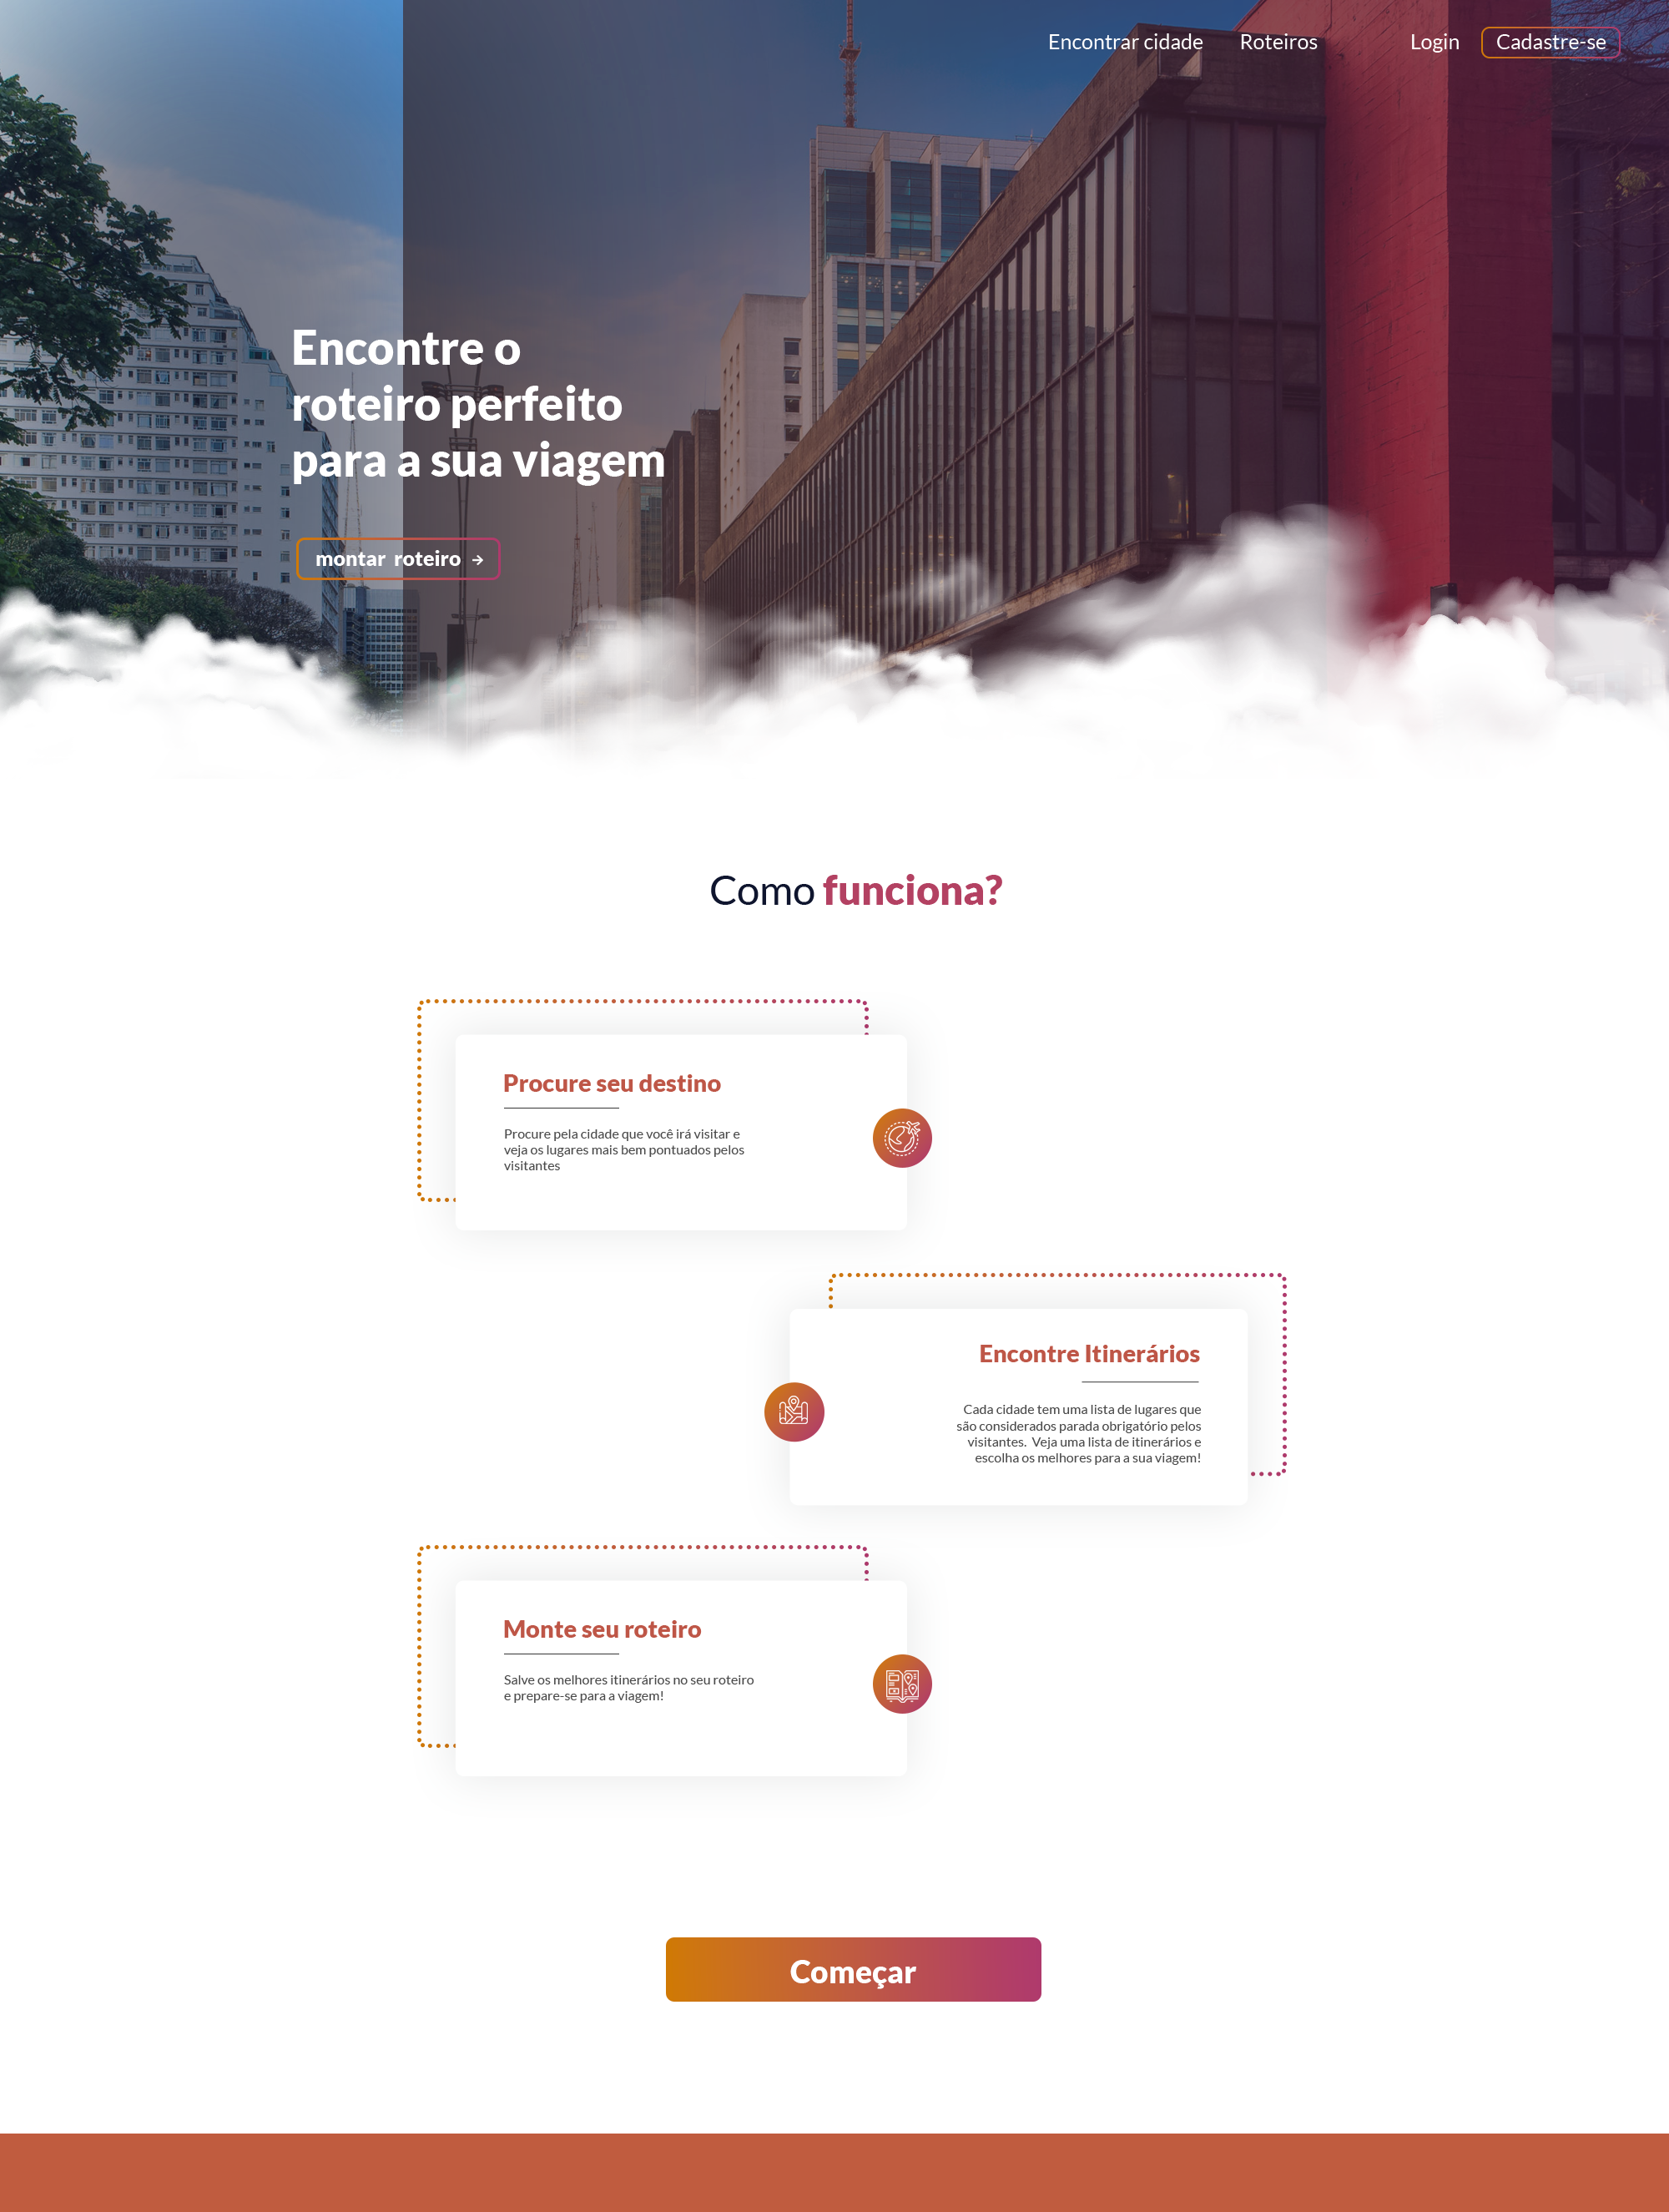 Encontrar cidade Roteiros Login Cadastre-se
Encontre o
roteiro perfeito
para a sua viagem
montar roteiro →
Como funciona?
Procure seu destino
Procure pela cidade que você irá visitar e
veja os lugares mais bem pontuados pelos
visitantes
Encontre Itinerários
Cada cidade tem uma lista de lugares que
são considerados parada obrigatório pelos
visitantes. Veja uma lista de itinerários e
escolha os melhores para a sua viagem!
Monte seu roteiro
Salve os melhores itinerários no seu roteiro
e prepare-se para a viagem!
Começar